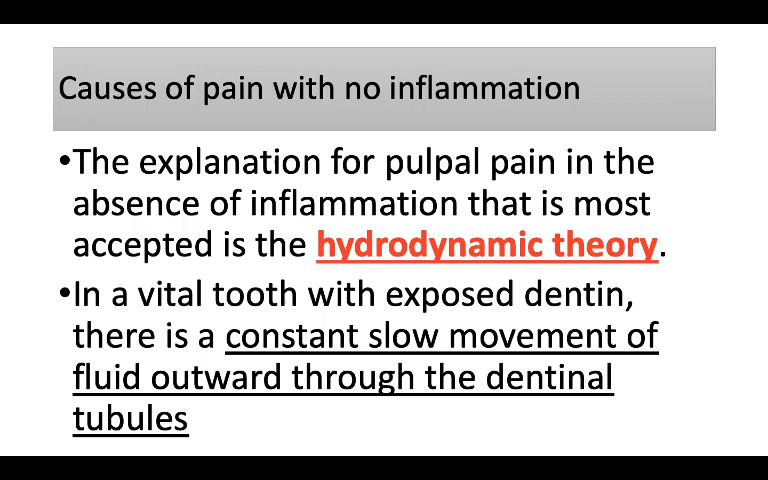 Causes of pain with no inflammation
•The explanation for pulpal pain in the
absence of inflammation that is most
accepted is the hydrodynamic theory.
•In a vital tooth with exposed dentin,
there is a constant slow movement of
fluid outward through the dentinal
tubules